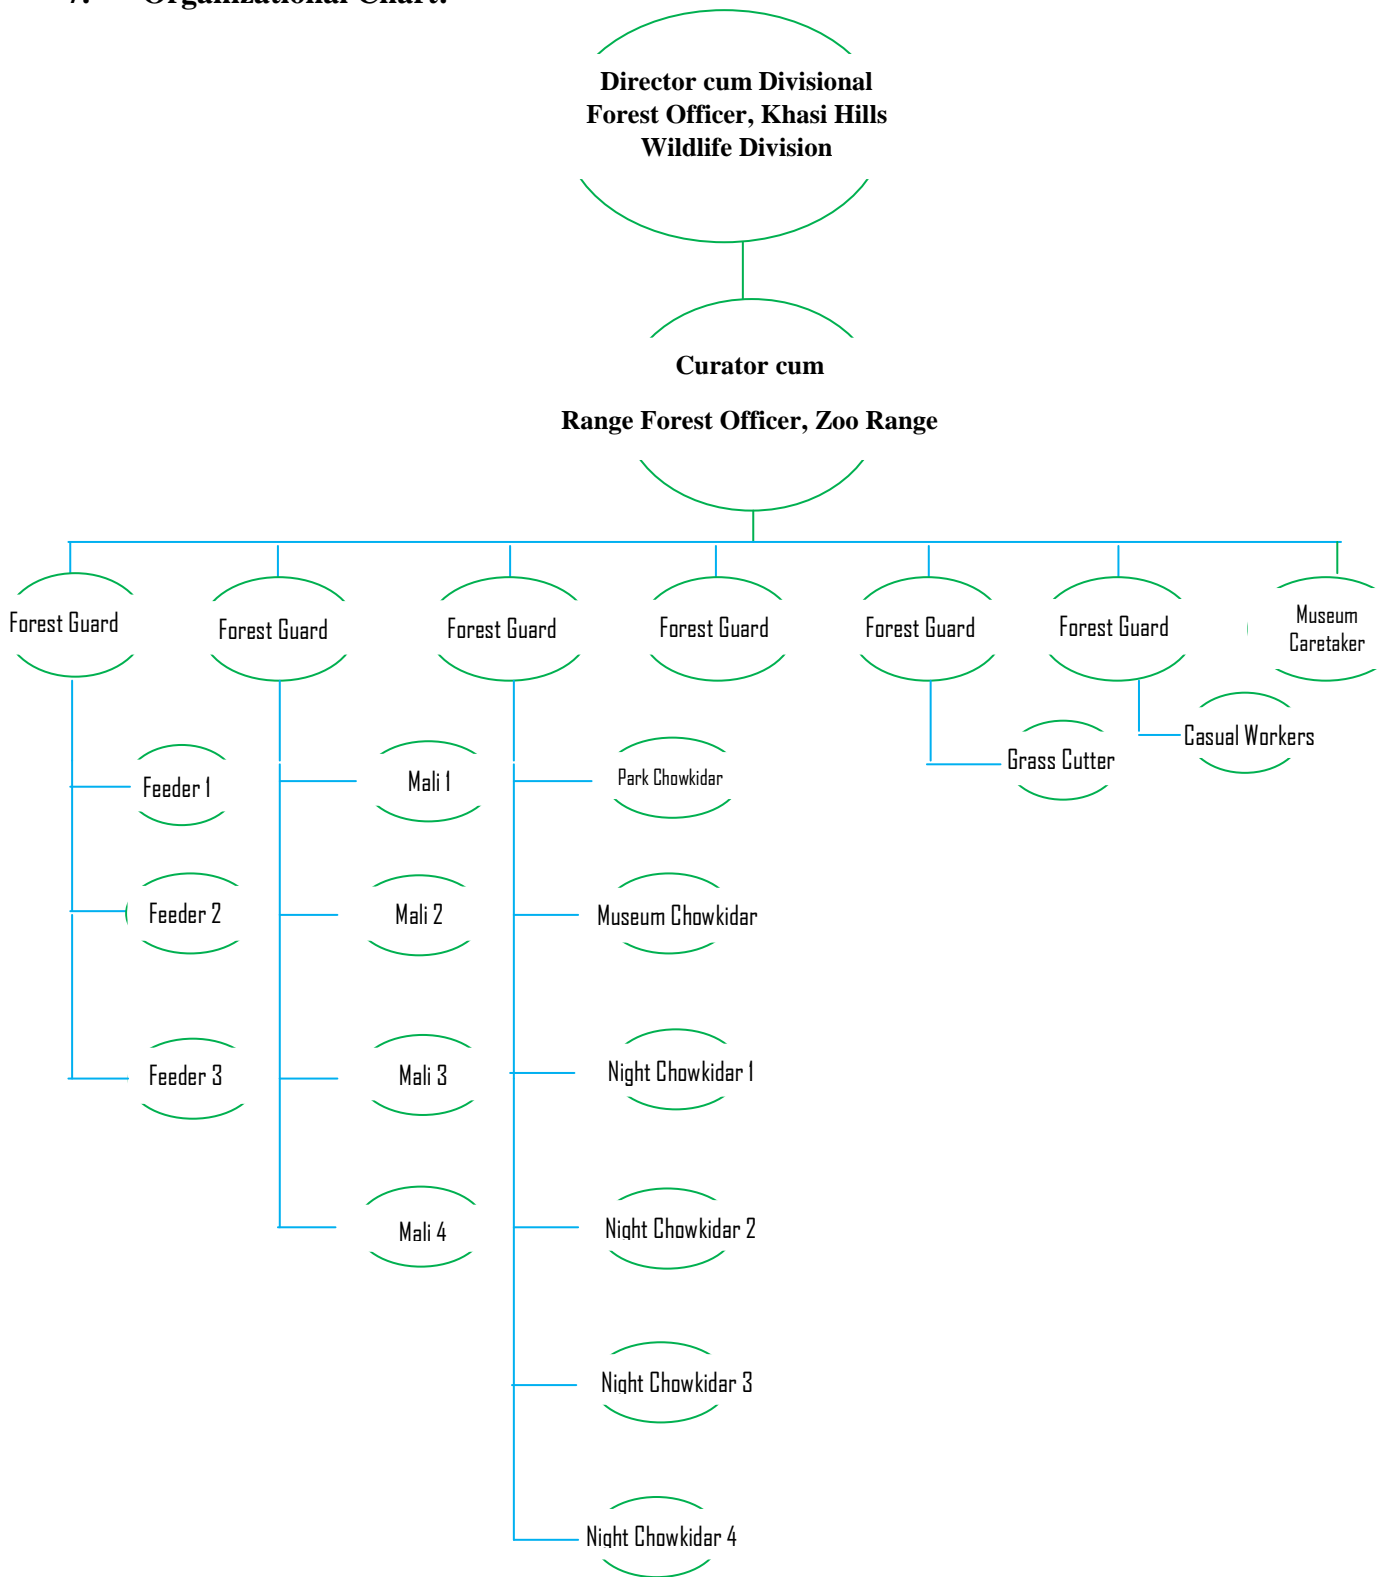 7. Organizational Chart:
Director cum Divisional
Forest Officer, Khasi Hills
Wildlife Division
Curator cum
Range Forest Officer, Zoo Range
Forest Guard
Forest Guard
Forest Guard
Forest Guard
Forest Guard
Forest Guard
Museum
Caretaker
Feeder 1
Feeder 2
Feeder 3
Mali 1
Mali 2
Mali 3
Mali 4
Park Chowkidar
Museum Chowkidar
Night Chowkidar 1
Night Chowkidar 2
Night Chowkidar 3
Night Chowkidar 4
Grass Cutter
Casual Workers